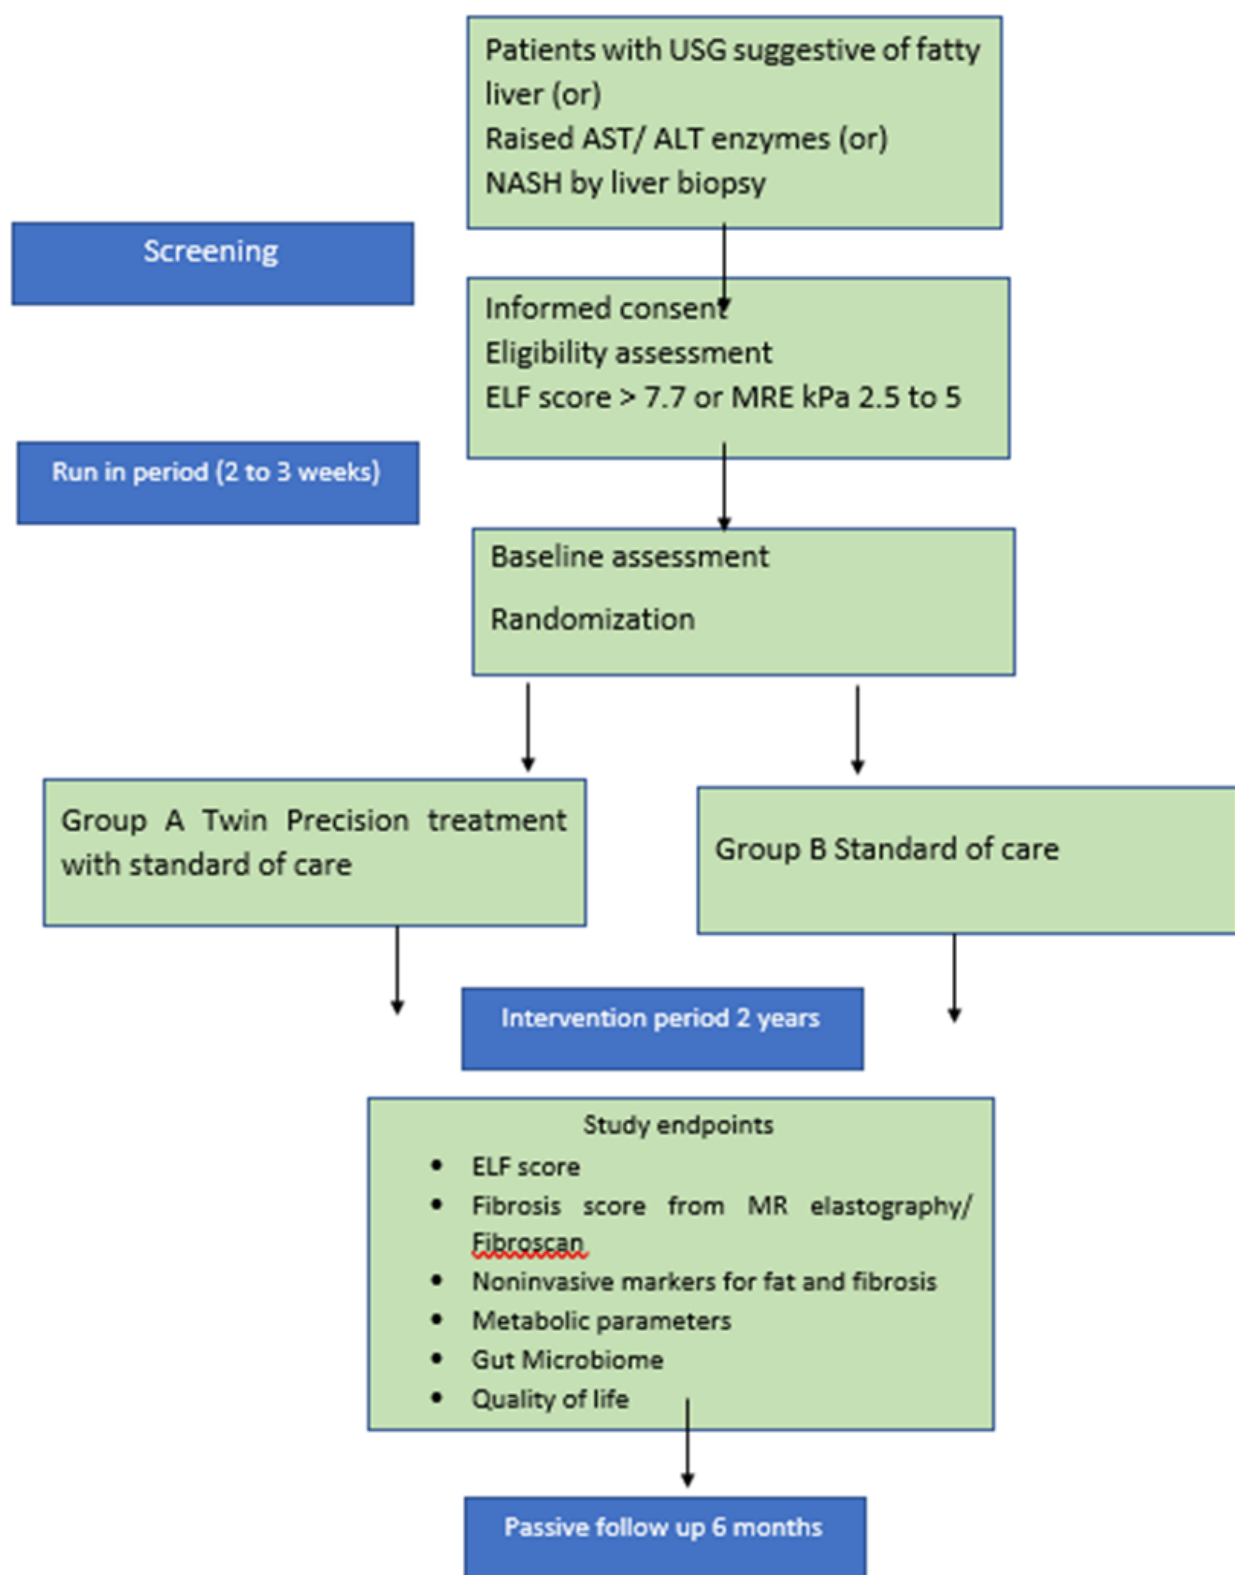 Patients with USG suggestive of fatty
liver (or)
Raised AST/ ALT enzymes (or)
NASH by liver biopsy
Screening
Informed consent
Eligibility assessment
ELF score > 7.7 or MRE kPa 2.5 to 5
Run in period (2 to 3 weeks)
Baseline assessment
Randomization
Group A Twin Precision treatment
with standard of care
Group B Standard of care
Intervention period 2 years
Study endpoints
• ELF score
• Fibrosis score from MR elastography/
Fibroscan
• Noninvasive markers for fat and fibrosis
• Metabolic parameters
• Gut Microbiome
• Quality of life
Passive follow up 6 months